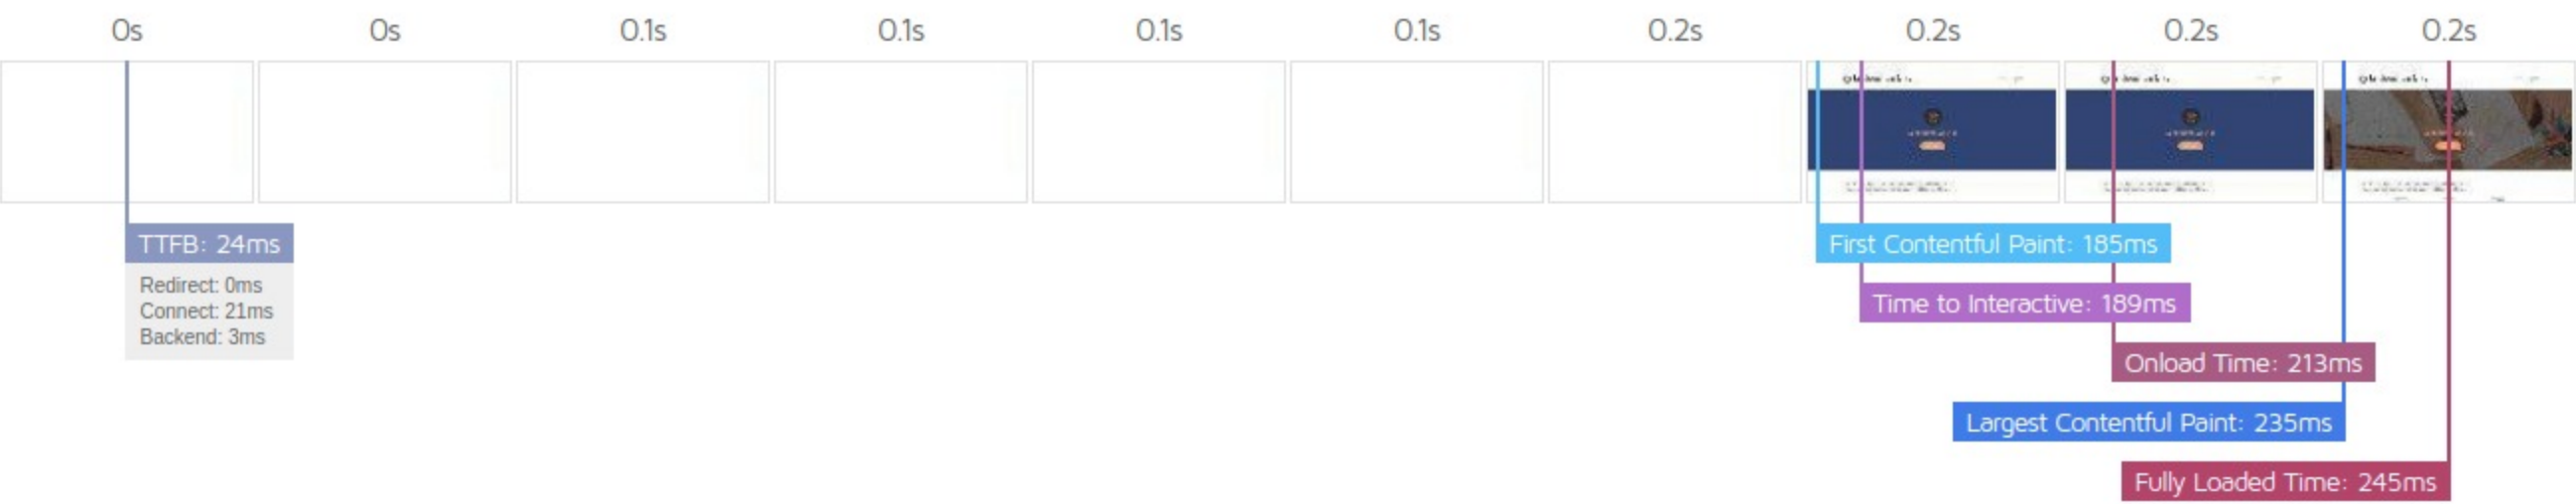 0s 0s 0.1s 0.1s 0.1s 0.1s 0.2s 0.2s 0.2s 0.2s
TTFB: 24ms
Redirect: 0ms
Connect: 21ms
Backend: 3ms
First Contentful Paint: 185ms
Time to Interactive: 189ms
Onload Time: 213ms
Largest Contentful Paint: 235ms
Fully Loaded Time: 245ms